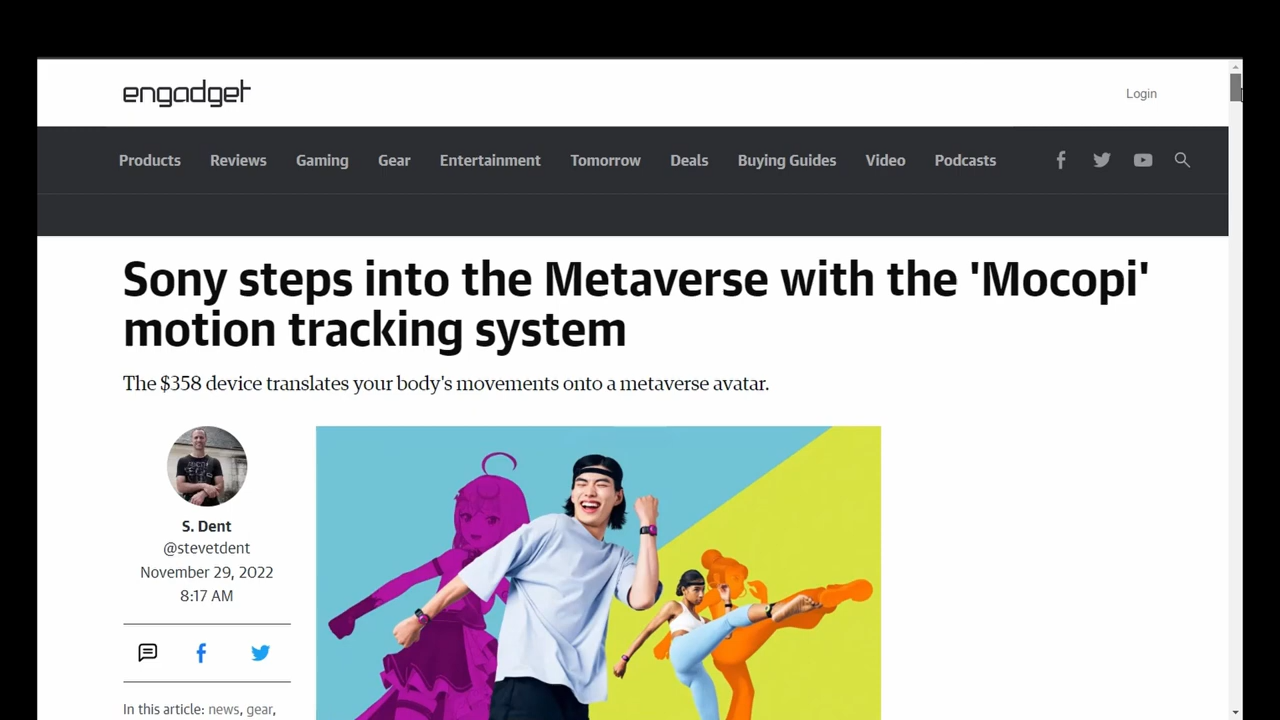 engadget
Login
Products Reviews Gaming Gear Entertainment Tomorrow Deals Buying Guides Video Podcasts
Sony steps into the Metaverse with the 'Mocopi'
motion tracking system
The $358 device translates your body's movements onto a metaverse avatar.
S. Dent
@stevetdent
November 29, 2022
8:17 AM
In this article: news, gear,